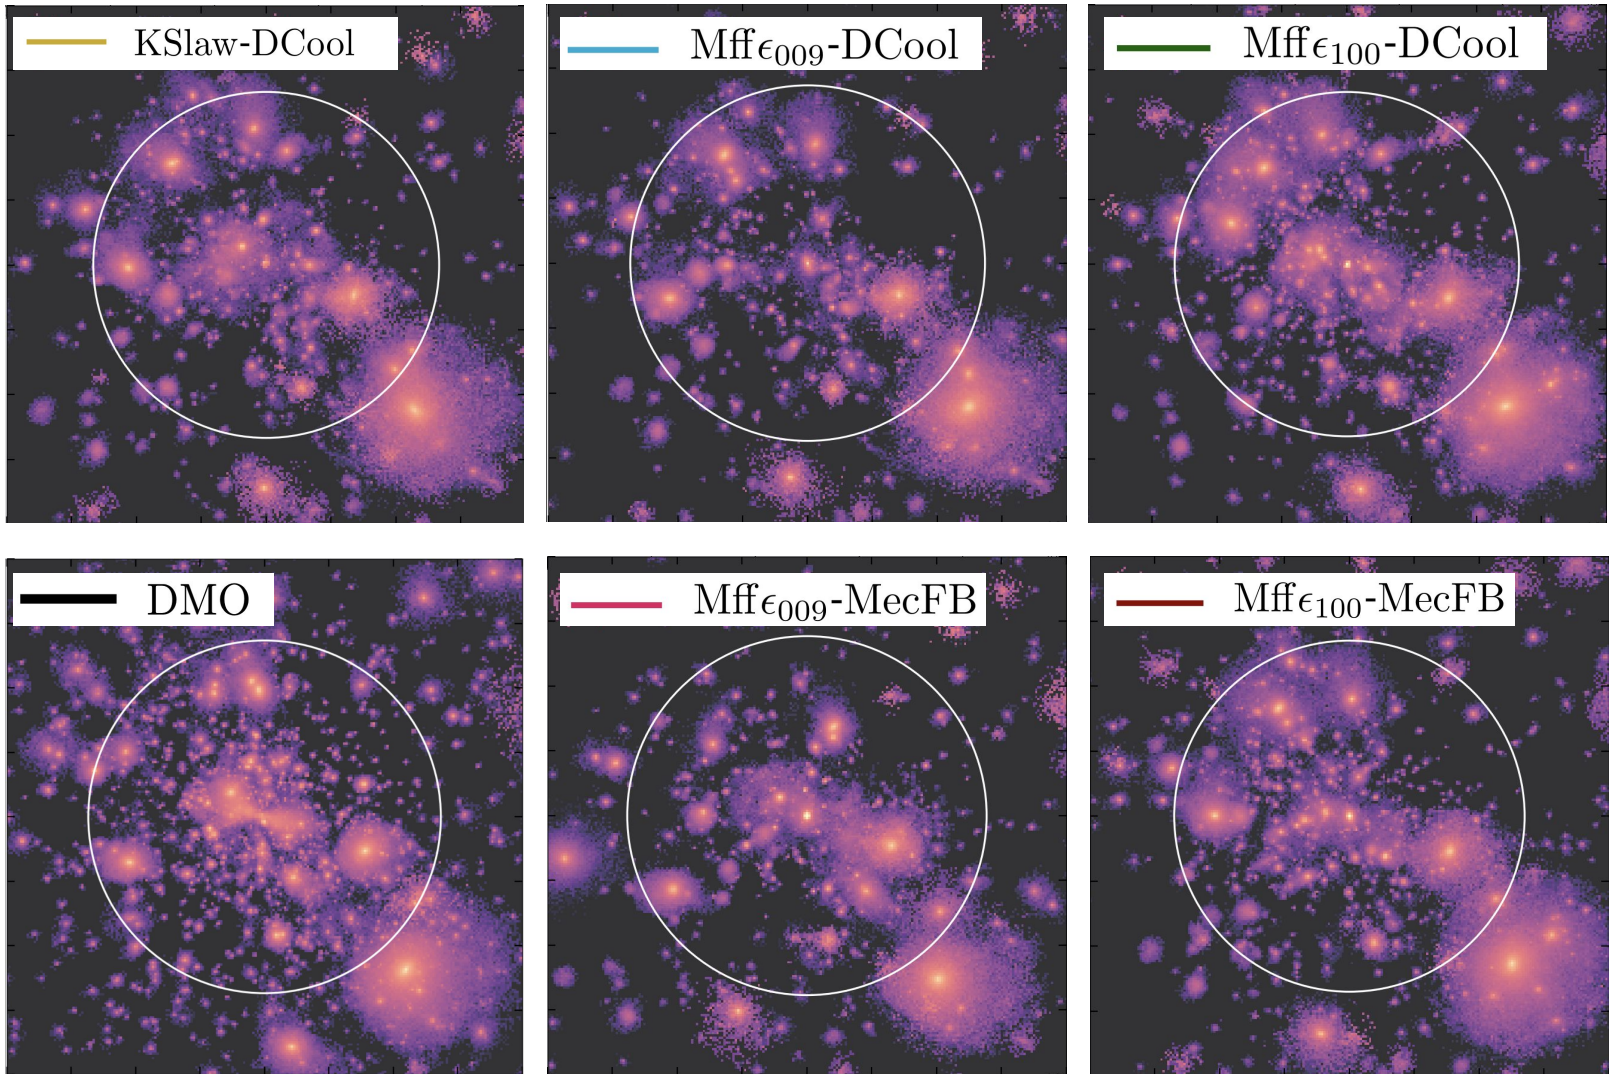 KSlaw-DCool
Mffϵ₀₀₉-DCool
Mffϵ₁₀₀-DCool
DMO
Mffϵ₀₀₉-MecFB
Mffϵ₁₀₀-MecFB